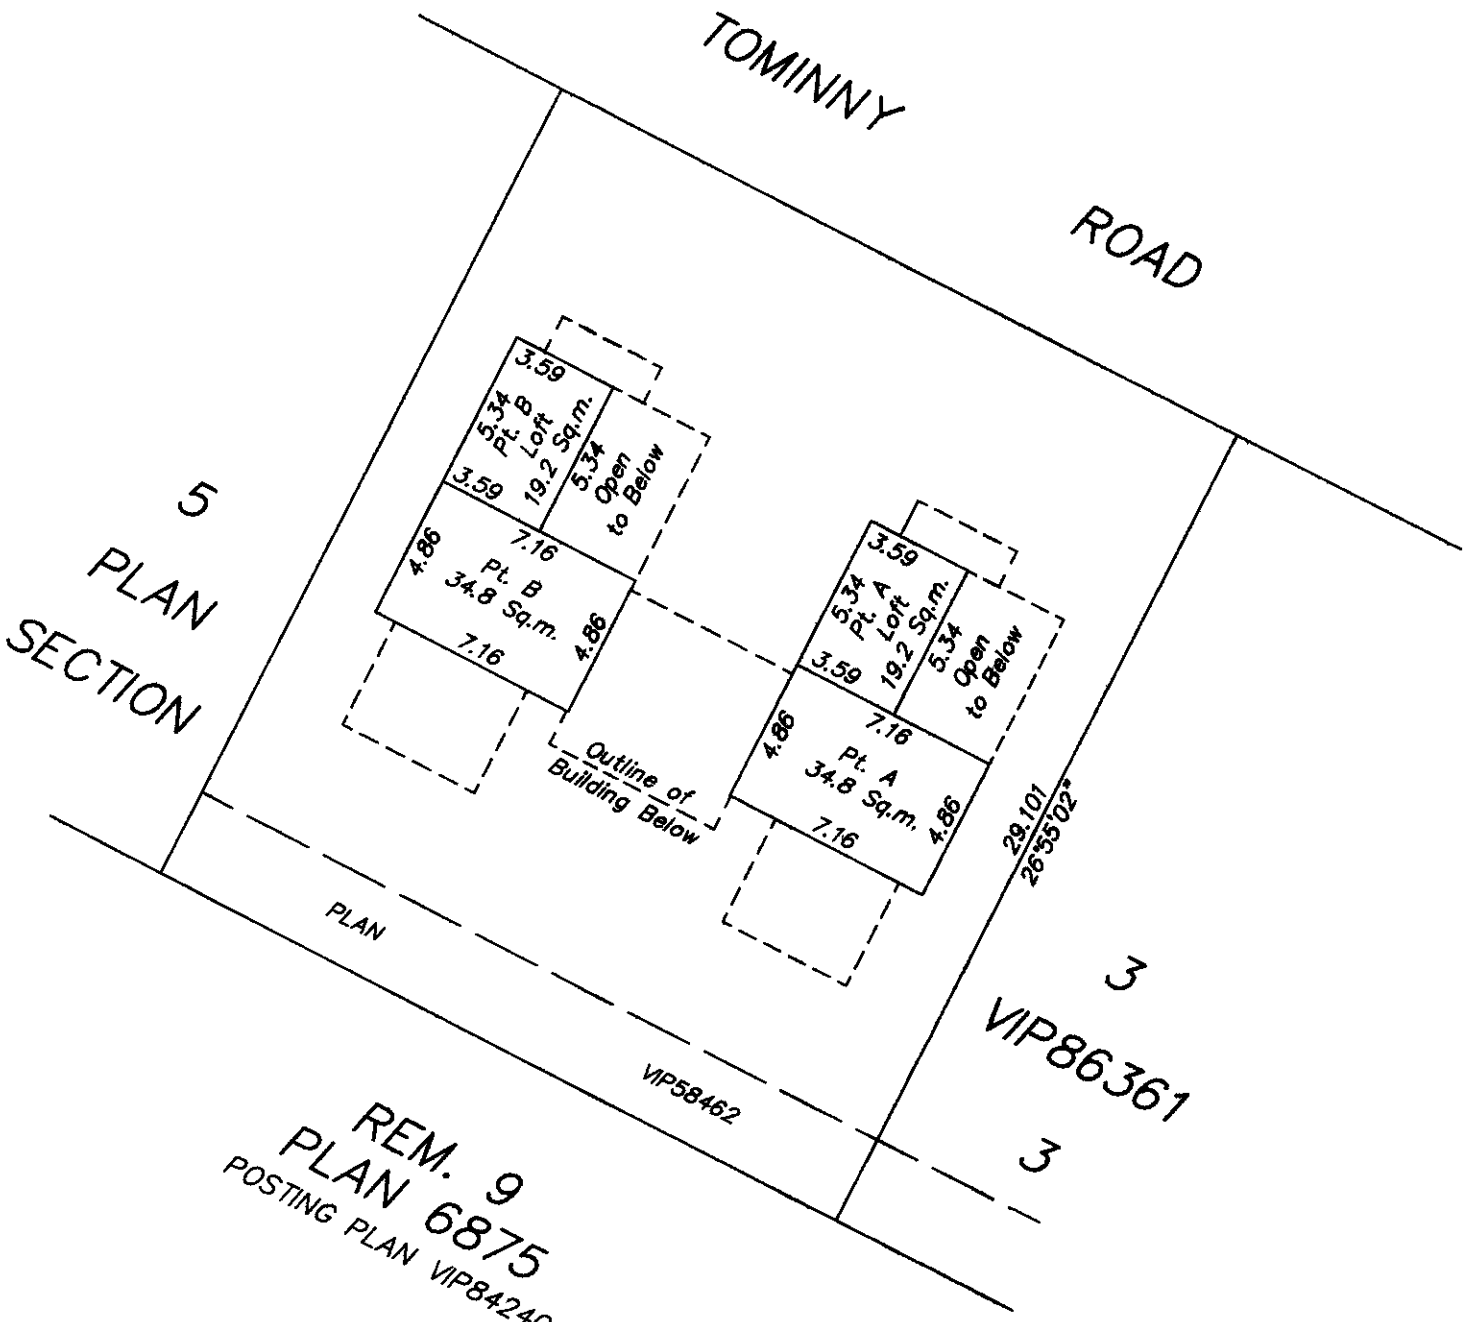 TOMINNY
ROAD
3.59
5.34
Pt. B
Loft
19.2 Sq.m.
3.59
5.34
Open
to Below
7.16
4.86
Pt. B
34.8 Sq.m.
4.86
7.16
5
PLAN
SECTION
3.59
5.34
Pt. A
Loft
19.2 Sq.m.
3.59
5.34
Open
to Below
7.16
4.86
Pt. A
34.8 Sq.m.
4.86
7.16
Outline of
Building Below
29.101
26°55'02"
3
VIP86361
3
PLAN
VIP58462
REM. 9
PLAN 6875
POSTING PLAN